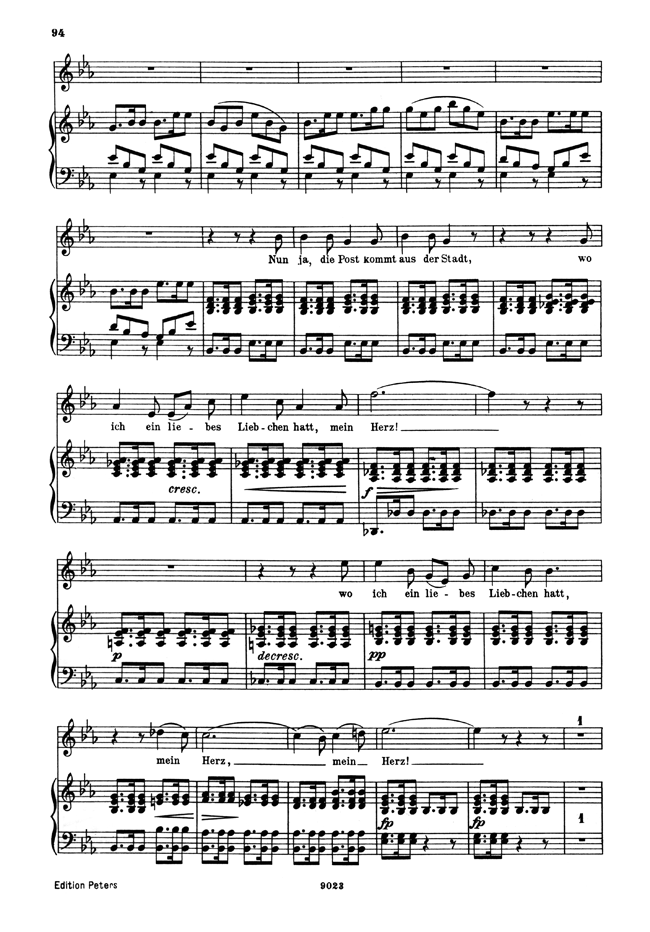 94
Nun ja, die Post kommt aus der Stadt, wo
ich ein lie - bes Lieb - chen hatt, mein Herz!
cresc.
f
wo ich ein lie - bes Lieb - chen hatt,
p decresc. pp
1
mein Herz, mein Herz!
fp fp 1
Edition Peters 9023